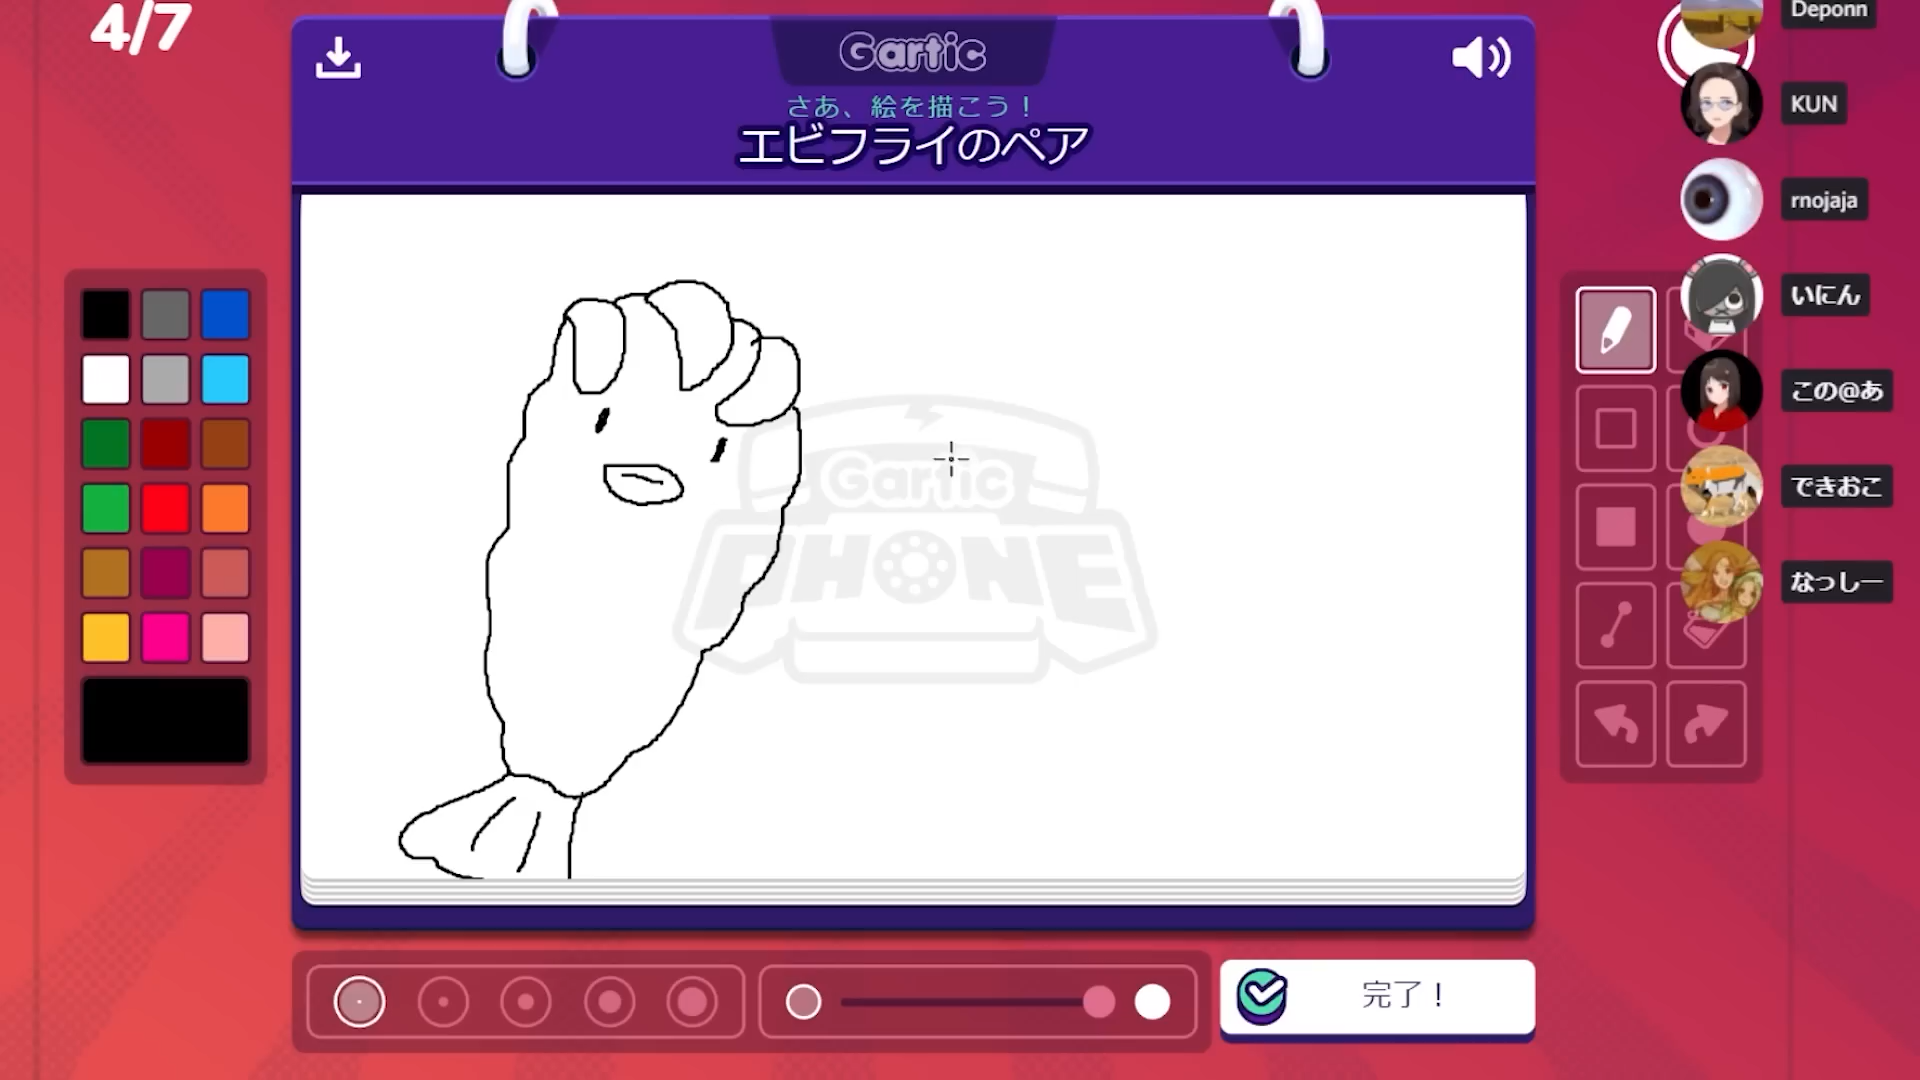 4/7
Gartic
さあ、絵を描こう！
エビフライのペア
Gartic
PHONE
Deponn
KUN
rnojaja
いにん
この@あ
できおこ
なっしー
完了！